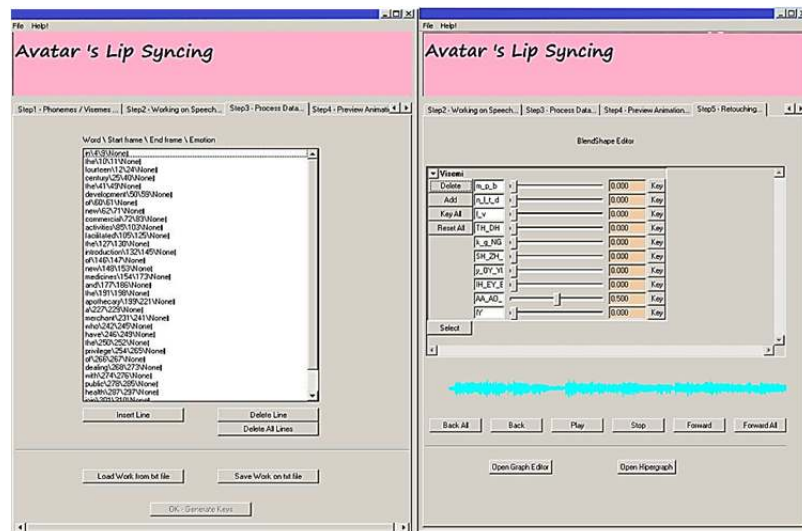 File Help!
Avatar 's Lip Syncing
Step1 - Phonemes / Visemes ... Step2 - Working on Speech... Step3 - Process Data... Step4 - Preview Animati
Word \ Start frame \ End frame \ Emotion
in\4\9\None|
the\10\11\None|
fourteen\12\24\None|
century\25\40\None|
the\41\49\None|
development\50\59\None|
of\60\61\None|
new\62\71\None|
commercial\72\83\None|
activities\85\103\None|
facilitated\105\125\None|
the\127\130\None|
introduction\132\145\None|
of\146\147\None|
new\148\153\None|
medicines\154\173\None|
and\177\186\None|
the\191\198\None|
apothecary\199\221\None|
a\227\229\None|
merchant\231\241\None|
who\242\245\None|
have\246\249\None|
the\250\252\None|
privilege\254\265\None|
of\266\267\None|
dealing\268\273\None|
with\274\276\None|
public\278\285\None|
health\287\297\None|
Insert Line Delete Line
Delete All Lines
Load Work from txt file Save Work on txt file
OK - Generate Keys
File Help!
Avatar 's Lip Syncing
Step2 - Working on Speech... Step3 - Process Data... Step4 - Preview Animation... Step5 - Retouching...
BlendShape Editor
Visemi
Delete m_p_b 0.000 Key
Add n_l_t_d 0.000 Key
Key All f_v 0.000 Key
Reset All TH_DH 0.000 Key
k_g_NG 0.000 Key
SH_ZH_ 0.000 Key
y_OY_YU 0.000 Key
IH_EY_E 0.000 Key
AA_AO_ 0.500 Key
IY 0.000 Key
Select
Back All Back Play Stop Forward Forward All
Open Graph Editor Open Hipergraph